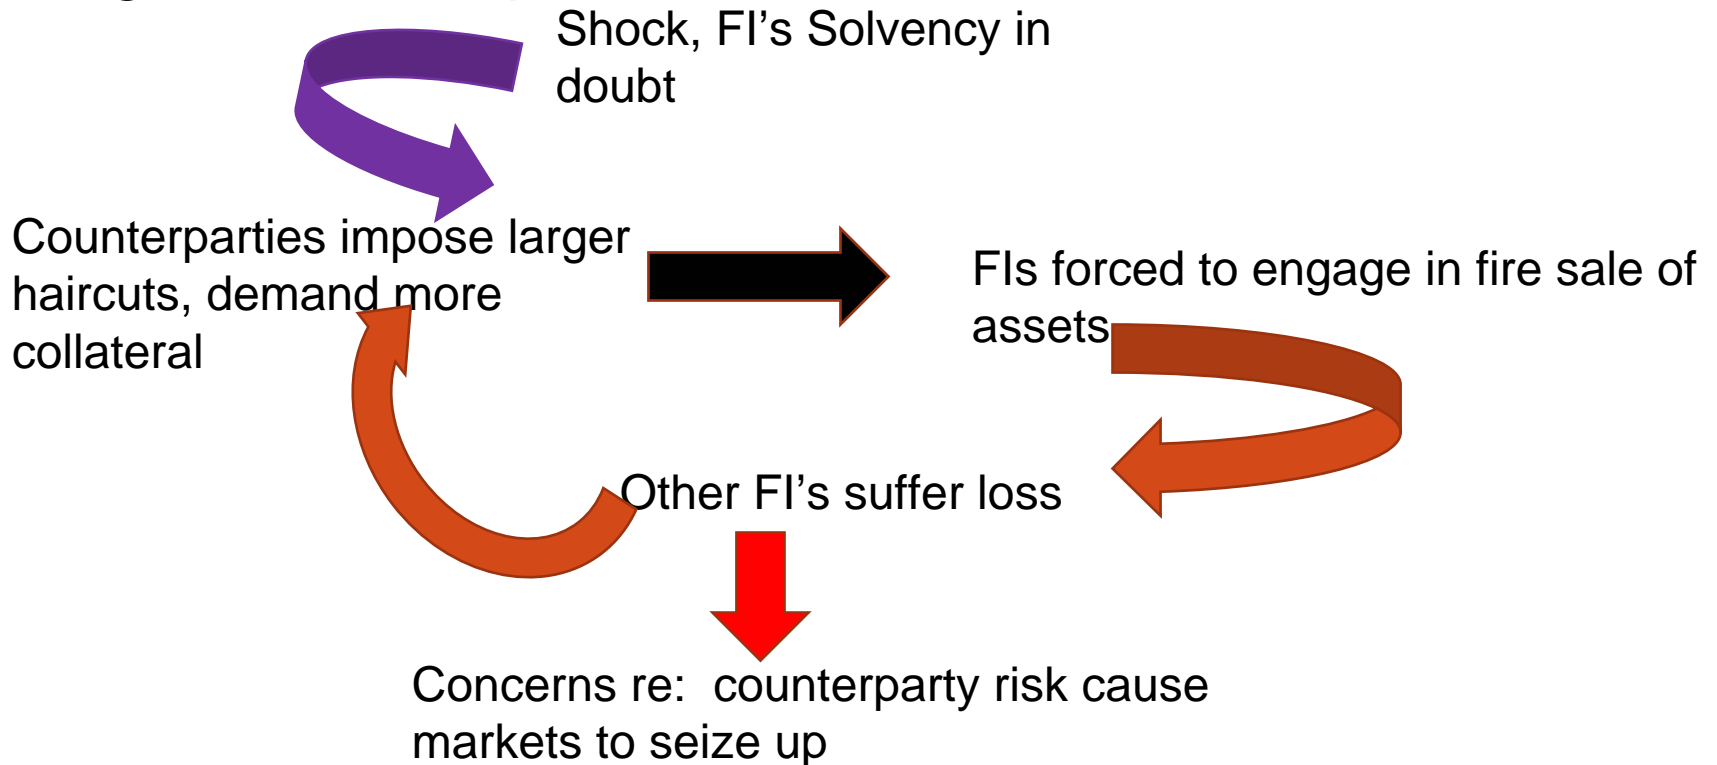 Shock, FI's Solvency in
doubt
Counterparties impose larger
haircuts, demand more
collateral
FIs forced to engage in fire sale of
assets
Other FI's suffer loss
Concerns re:  counterparty risk cause
markets to seize up